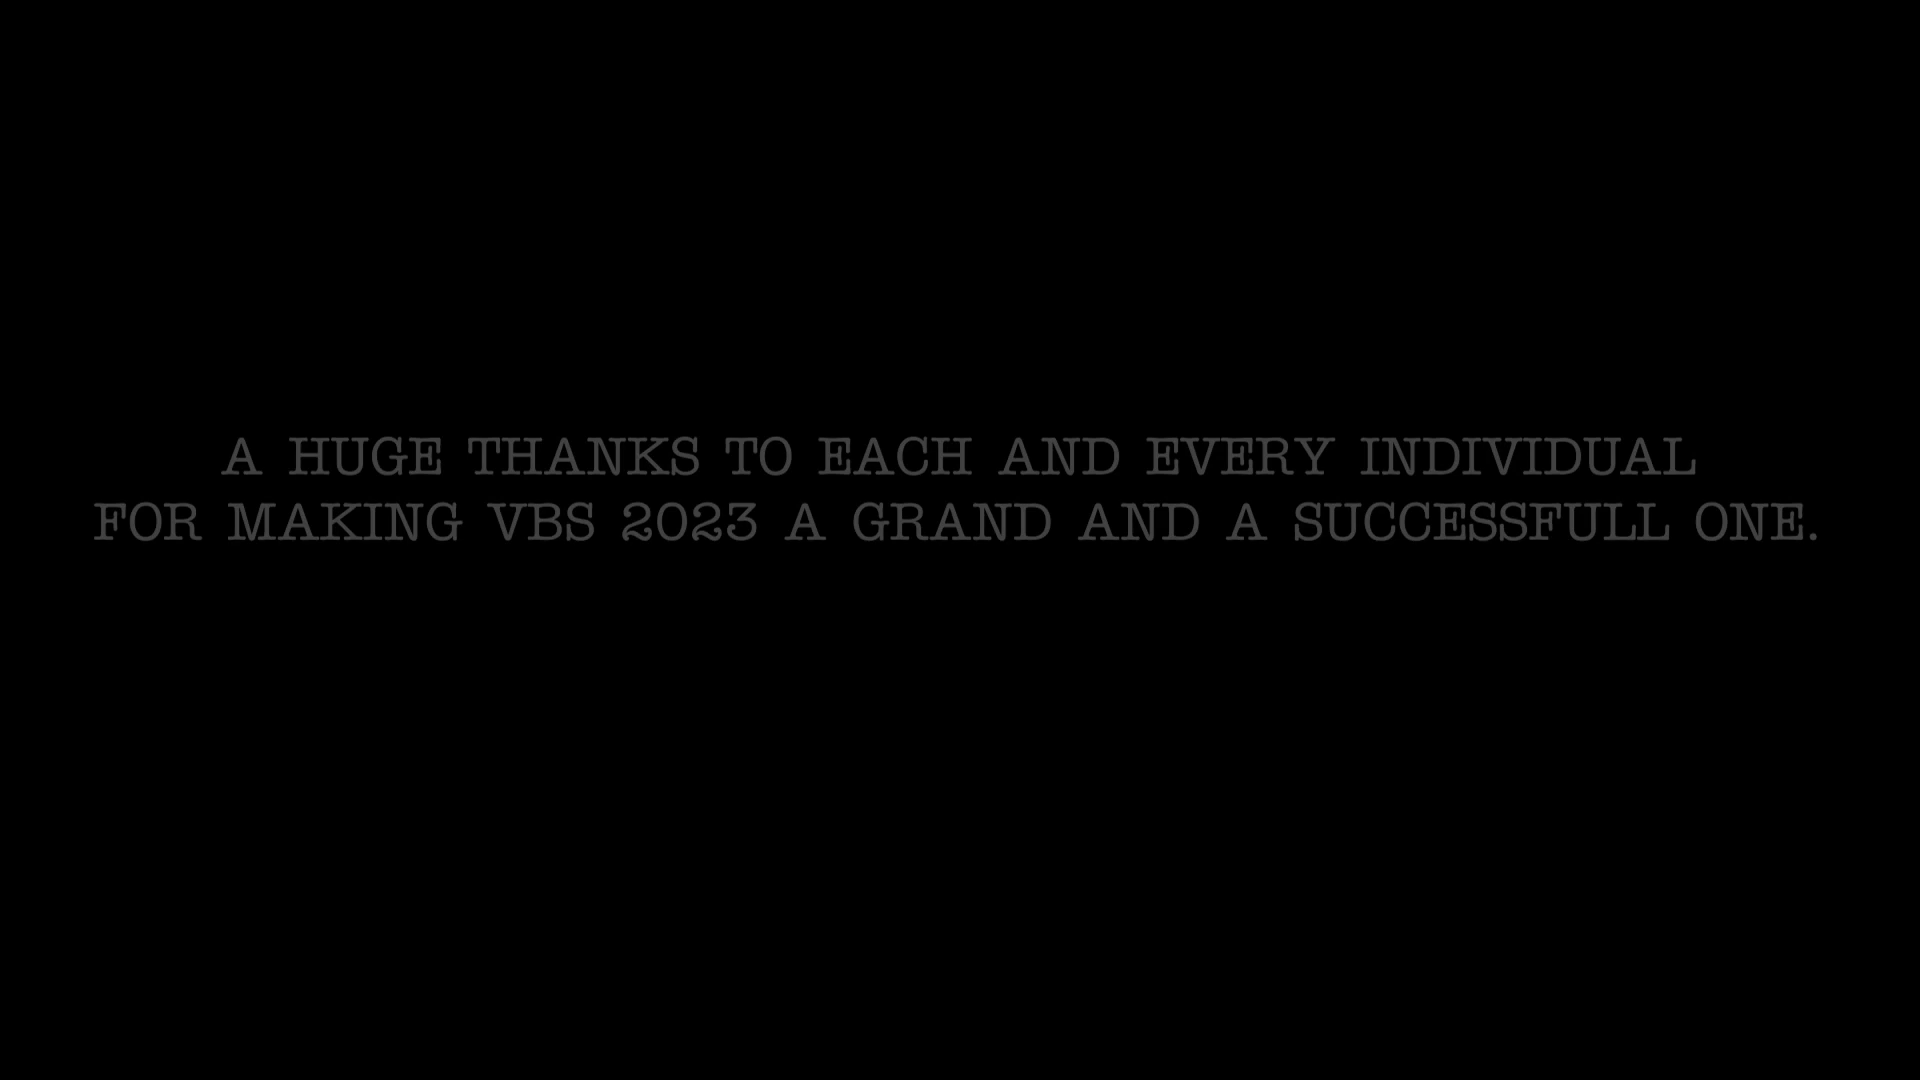 A HUGE THANKS TO EACH AND EVERY INDIVIDUAL
FOR MAKING VBS 2023 A GRAND AND A SUCCESSFULL ONE.